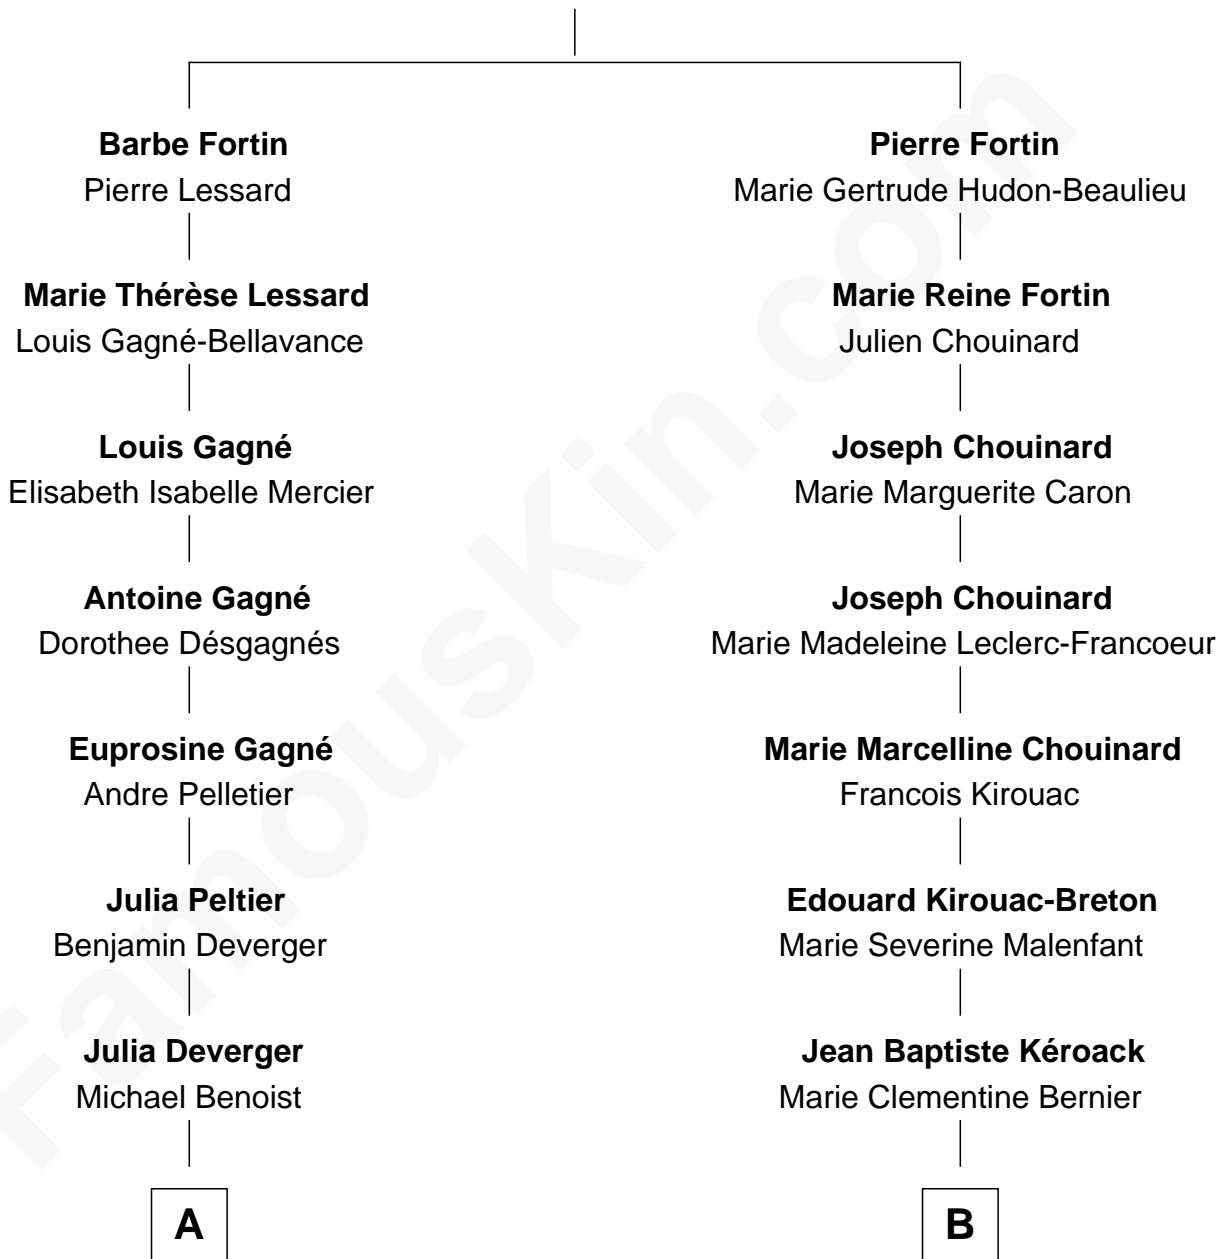 Barbe Fortin
Pierre Lessard
Pierre Fortin
Marie Gertrude Hudon-Beaulieu
Marie Thérèse Lessard
Louis Gagné-Bellavance
Marie Reine Fortin
Julien Chouinard
Louis Gagné
Elisabeth Isabelle Mercier
Joseph Chouinard
Marie Marguerite Caron
Antoine Gagné
Dorothee Désgagnés
Joseph Chouinard
Marie Madeleine Leclerc-Francoeur
Euprosine Gagné
Andre Pelletier
Marie Marcelline Chouinard
Francois Kirouac
Julia Peltier
Benjamin Deverger
Edouard Kirouac-Breton
Marie Severine Malenfant
Julia Deverger
Michael Benoist
Jean Baptiste Kéroack
Marie Clementine Bernier
A
B
FamousKin.com